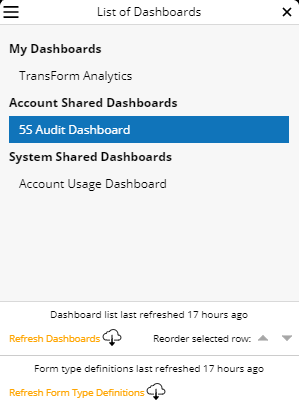 List of Dashboards
My Dashboards
TransForm Analytics
Account Shared Dashboards
5S Audit Dashboard
System Shared Dashboards
Account Usage Dashboard
Dashboard list last refreshed 17 hours ago
Refresh Dashboards Reorder selected row:
Form type definitions last refreshed 17 hours ago
Refresh Form Type Definitions